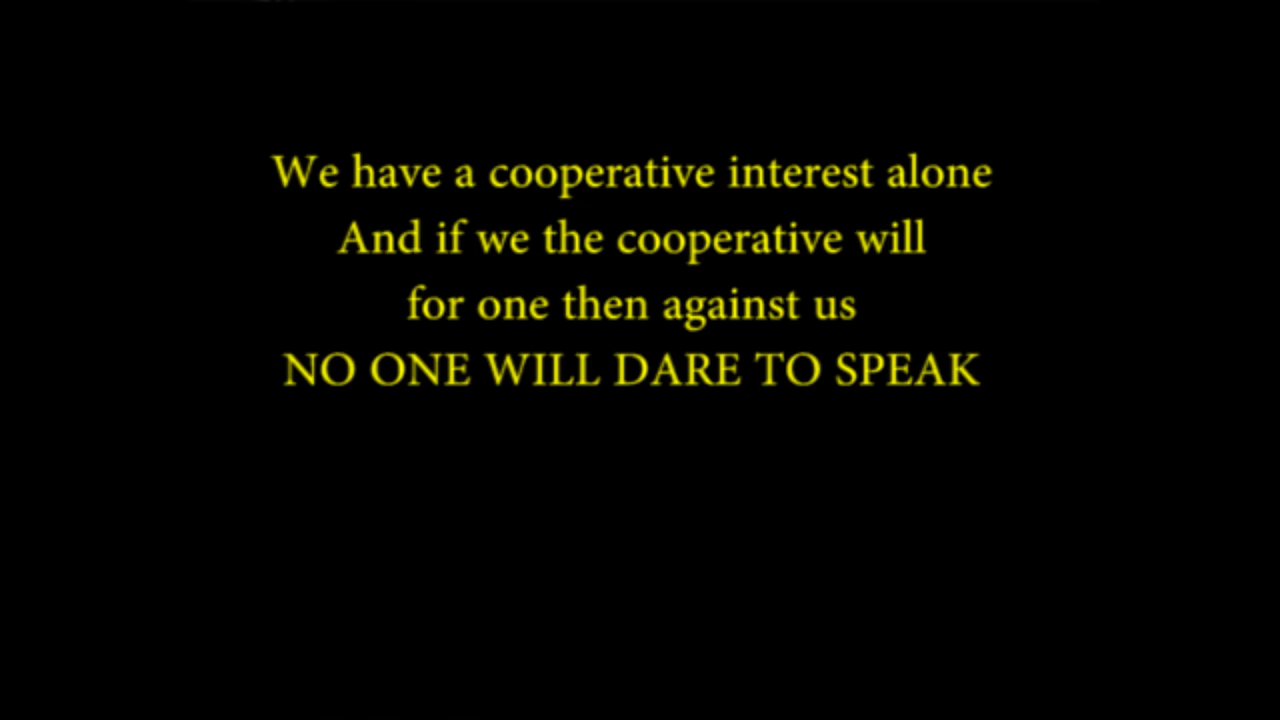 We have a cooperative interest alone
And if we the cooperative will
for one then against us
NO ONE WILL DARE TO SPEAK